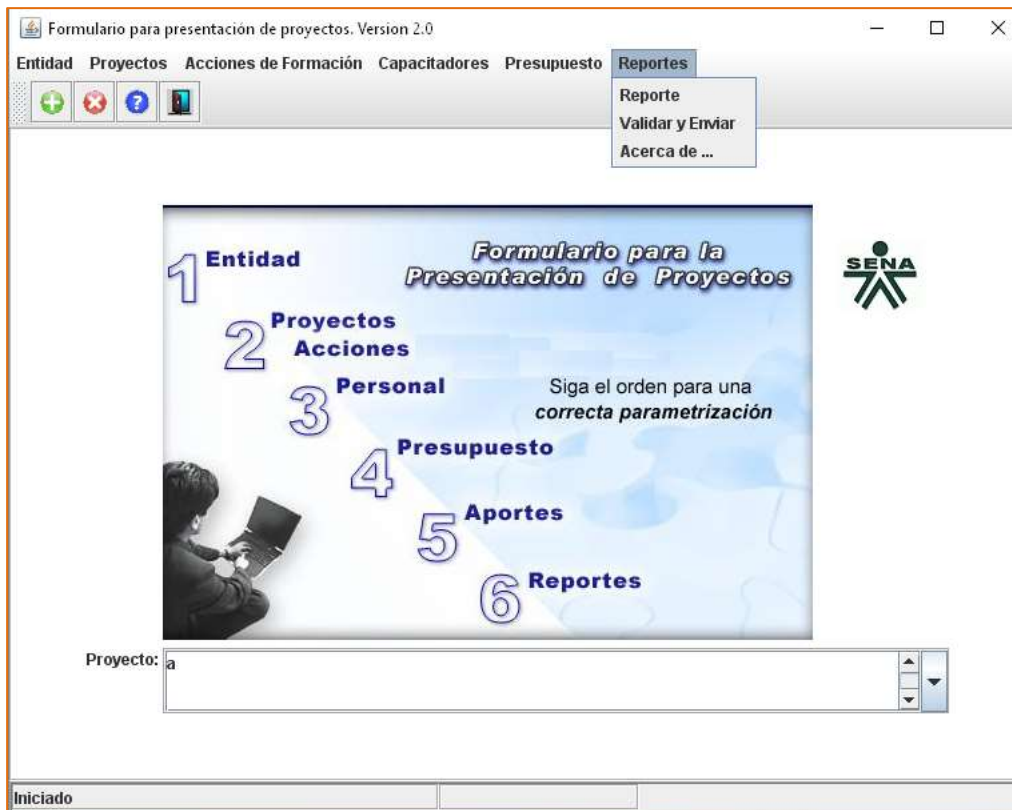 Formulario para presentación de proyectos. Version 2.0
Entidad Proyectos Acciones de Formación Capacitadores Presupuesto Reportes
Reporte
Validar y Enviar
Acerca de ...
Formulario para la
Presentación de Proyectos
SENA
1 Entidad
2 Proyectos
Acciones
3 Personal
Siga el orden para una
correcta parametrización
4 Presupuesto
5 Aportes
6 Reportes
Proyecto: a
Iniciado